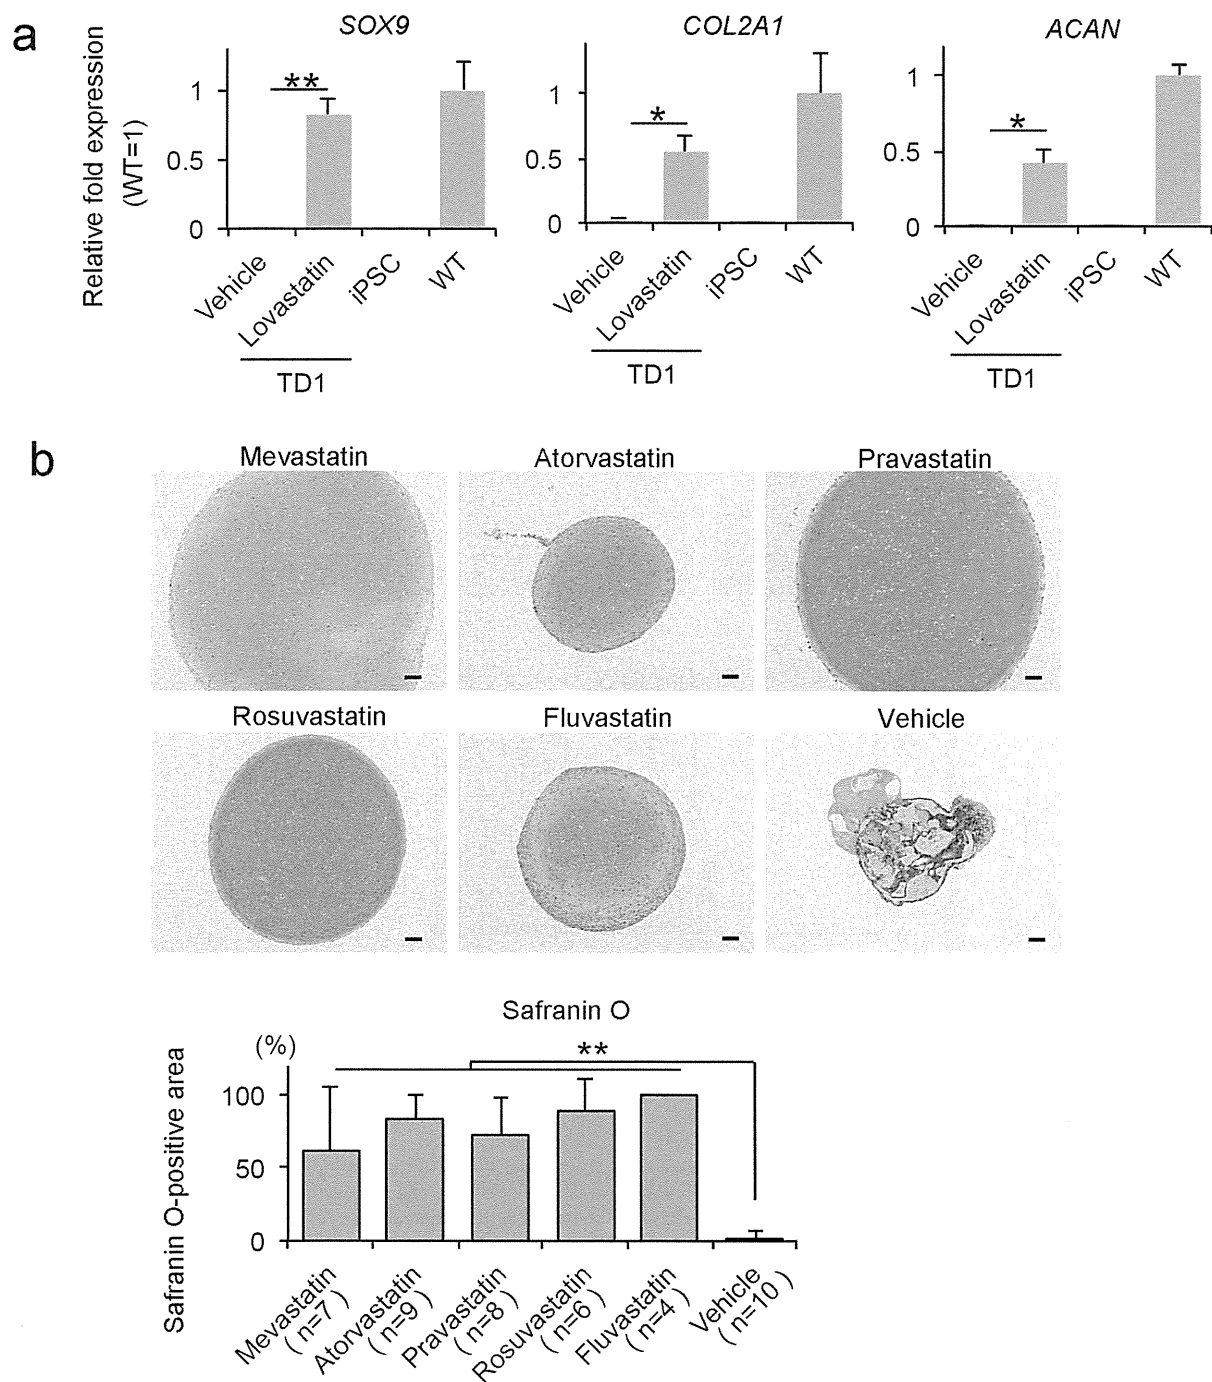 a
SOX9
COL2A1
ACAN
Relative fold expression
(WT=1)
1
0.5
0
**
Vehicle
Lovastatin
iPSC
WT
TD1
1
0.5
0
*
Vehicle
Lovastatin
iPSC
WT
TD1
1
0.5
0
*
Vehicle
Lovastatin
iPSC
WT
TD1
b
Mevastatin
Atorvastatin
Pravastatin
Rosuvastatin
Fluvastatin
Vehicle
Safranin O
(%)
**
Safranin O-positive area
100
50
0
Mevastatin
(n=7)
Atorvastatin
(n=9)
Pravastatin
(n=8)
Rosuvastatin
(n=6)
Fluvastatin
(n=4)
Vehicle
(n=10)